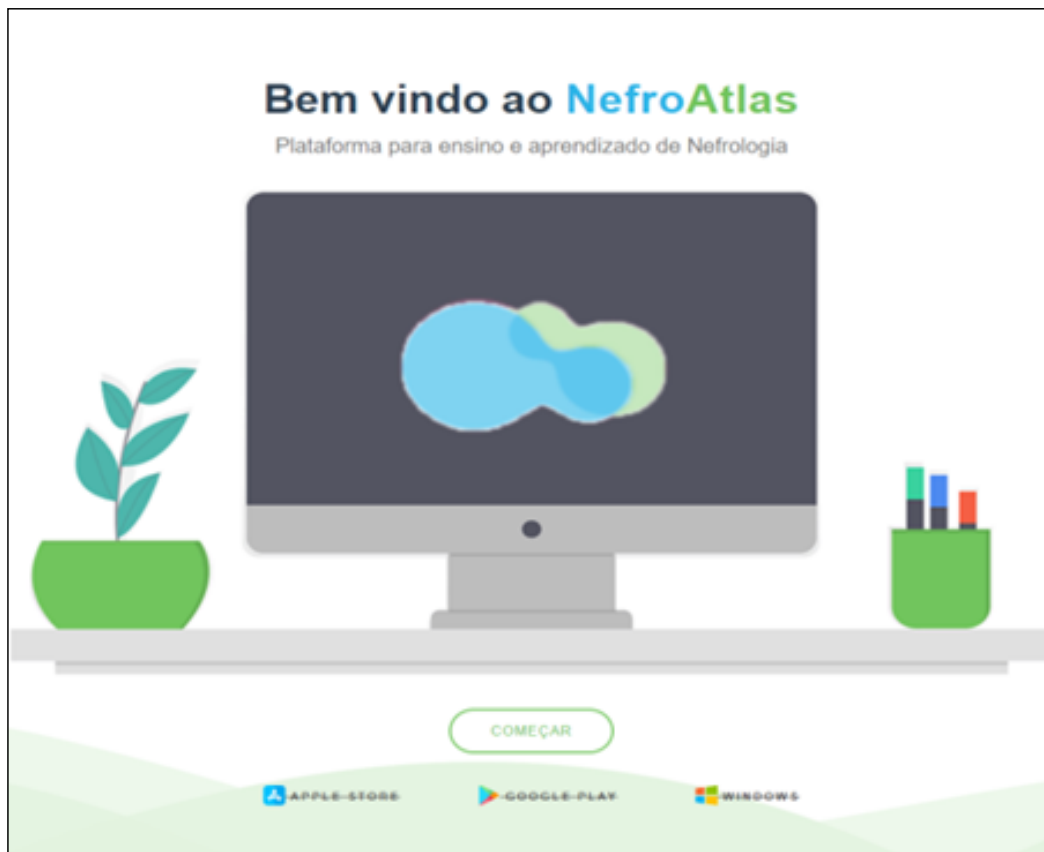 Bem vindo ao NefroAtlas
Plataforma para ensino e aprendizado de Nefrologia
COMEÇAR
APPLE STORE GOOGLE PLAY WINDOWS